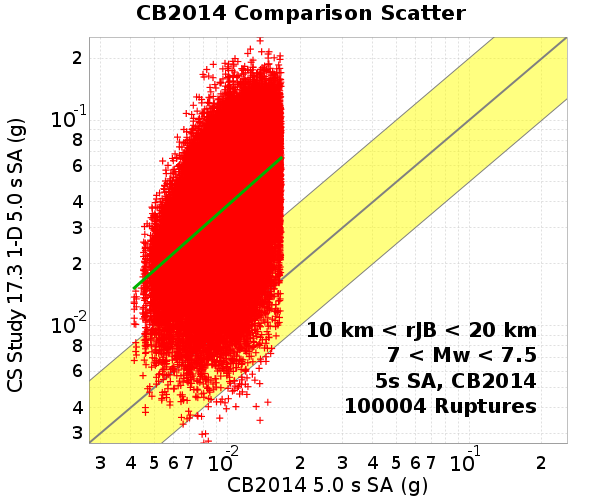 CB2014 Comparison Scatter
CS Study 17.3 1-D 5.0 s SA (g)
2
10-1
8
6
4
3
2
10-2
8
6
4
3
10 km < rJB < 20 km
7 < Mw < 7.5
5s SA, CB2014
100004 Ruptures
3 4 5 6 7 10-2 2 3 4 5 6 7 10-1 2
CB2014 5.0 s SA (g)